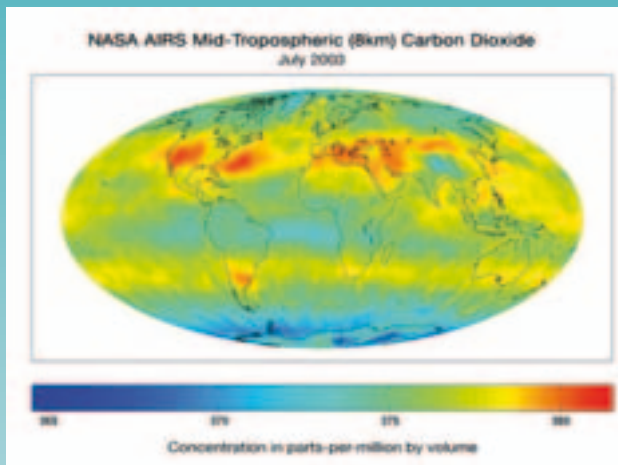 NASA AIRS Mid-Tropospheric (8km) Carbon Dioxide
July 2003
365 370 375 380
Concentration in parts-per-million by volume